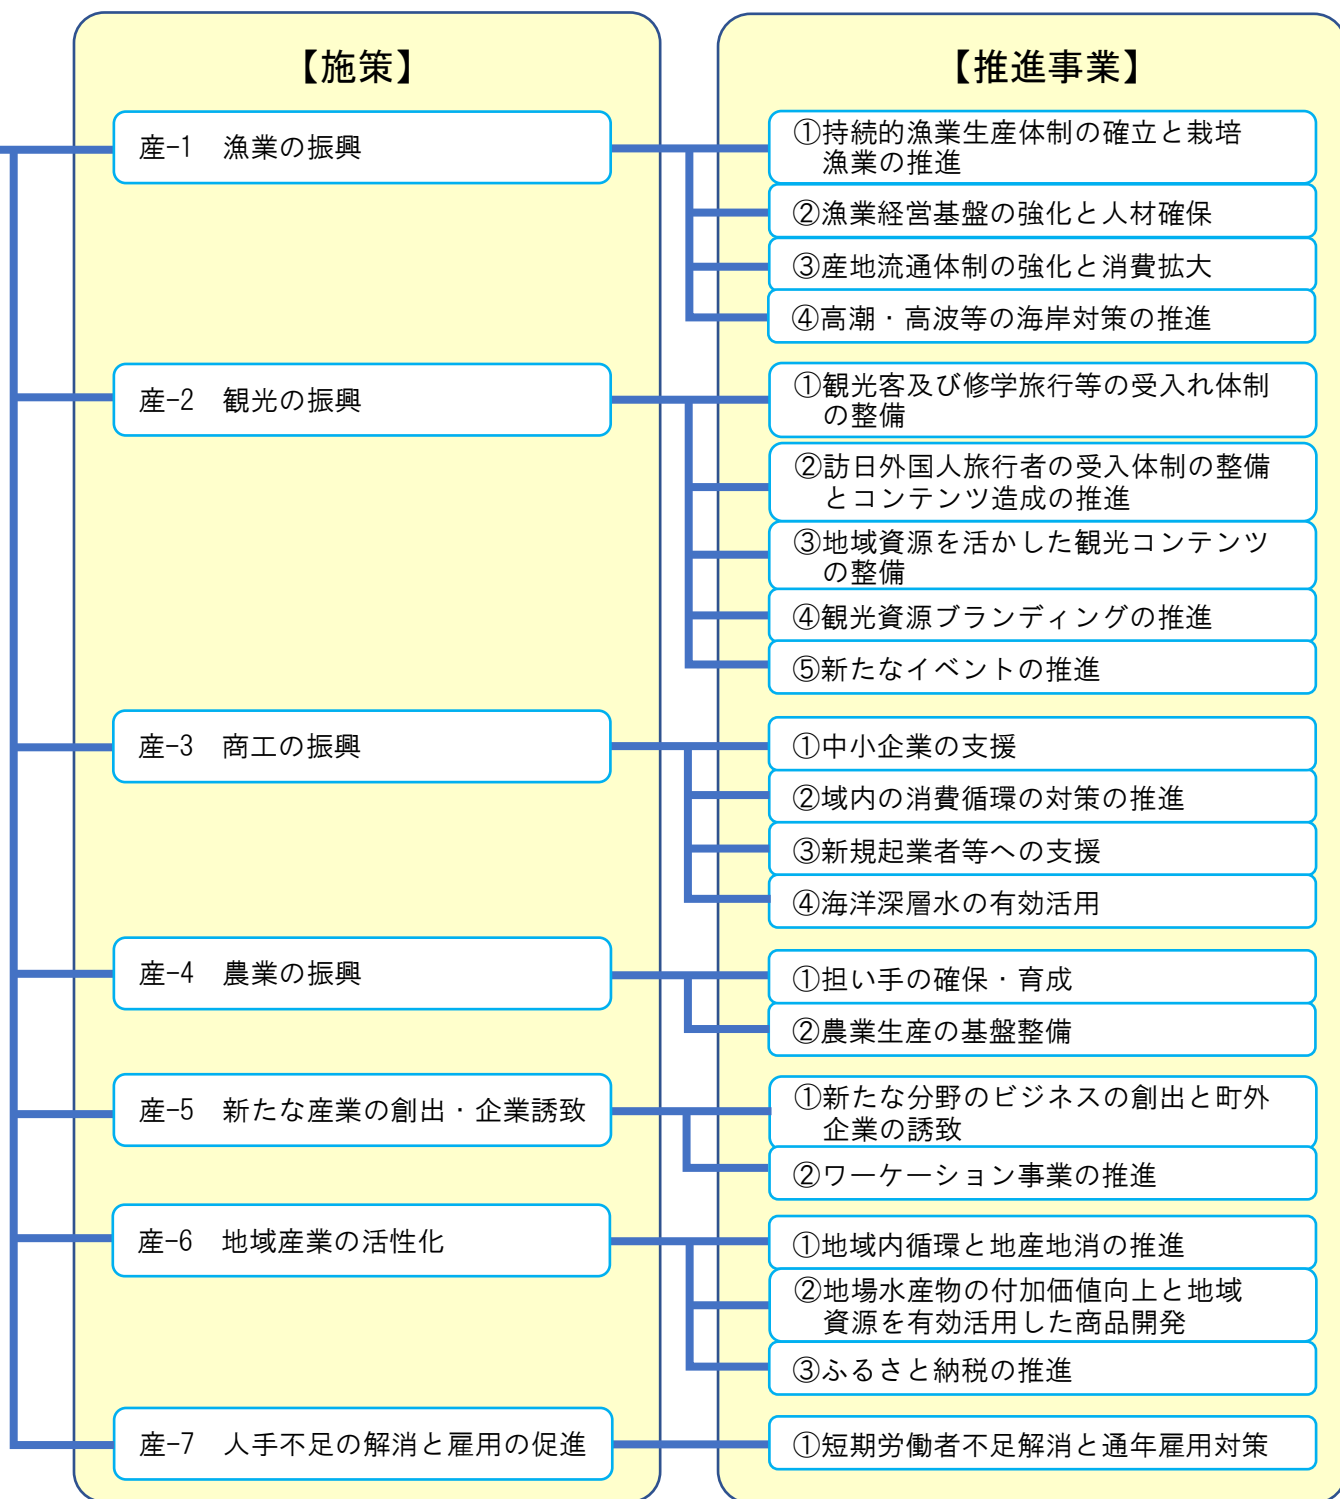 【施策】
【推進事業】
産-1 漁業の振興
①持続的漁業生産体制の確立と栽培
漁業の推進
②漁業経営基盤の強化と人材確保
③産地流通体制の強化と消費拡大
④高潮・高波等の海岸対策の推進
産-2 観光の振興
①観光客及び修学旅行等の受入れ体制
の整備
②訪日外国人旅行者の受入体制の整備
とコンテンツ造成の推進
③地域資源を活かした観光コンテンツ
の整備
④観光資源ブランディングの推進
⑤新たなイベントの推進
産-3 商工の振興
①中小企業の支援
②域内の消費循環の対策の推進
③新規起業者等への支援
④海洋深層水の有効活用
産-4 農業の振興
①担い手の確保・育成
②農業生産の基盤整備
産-5 新たな産業の創出・企業誘致
①新たな分野のビジネスの創出と町外
企業の誘致
②ワーケーション事業の推進
産-6 地域産業の活性化
①地域内循環と地産地消の推進
②地場水産物の付加価値向上と地域
資源を有効活用した商品開発
③ふるさと納税の推進
産-7 人手不足の解消と雇用の促進
①短期労働者不足解消と通年雇用対策